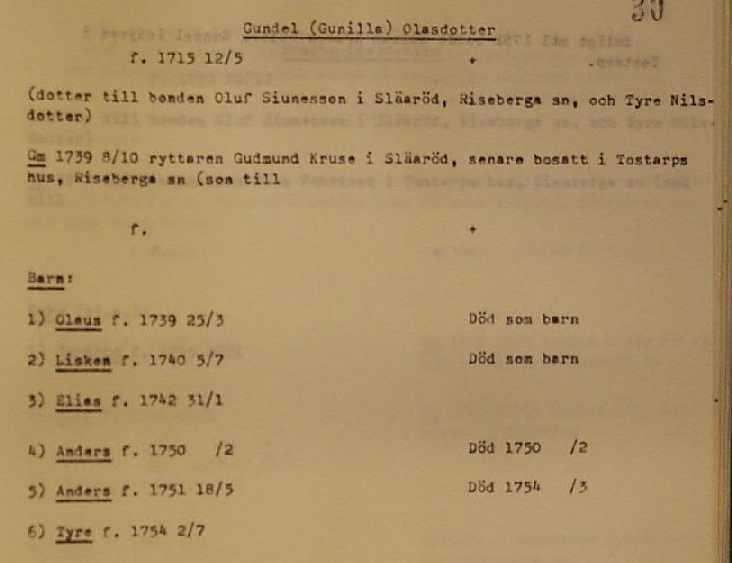 30
Gundel (Gunilla) Olasdotter
f. 1715 12/5 +
(dotter till bonden Oluf Siunesson i Släaröd, Riseberga sn, och Tyre Nils-
dotter)
Gm 1739 8/10 ryttaren Gudmund Kruse i Släaröd, senare bosatt i Tostarps
hus, Riseberga sn (son till
f. +
Barn:
1) Olaus f. 1739 25/3 Död som barn
2) Lisken f. 1740 5/7 Död som barn
3) Elias f. 1742 31/1
4) Anders f. 1750 /2 Död 1750 /2
5) Anders f. 1751 18/5 Död 1754 /3
6) Tyre f. 1754 2/7